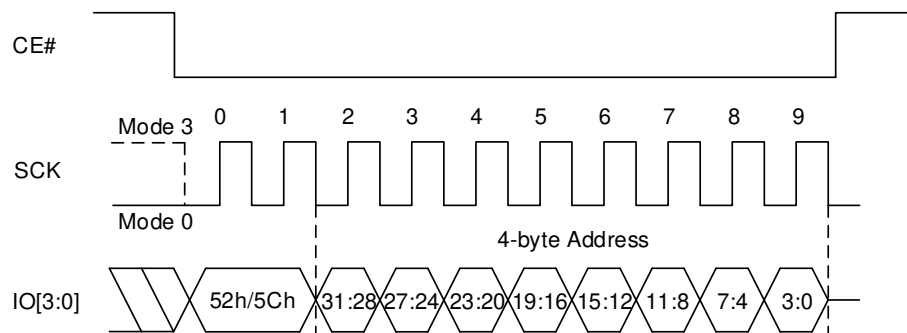 CE#
0 1 2 3 4 5 6 7 8 9
Mode 3
SCK
Mode 0
4-byte Address
IO[3:0] 52h/5Ch 31:28 27:24 23:20 19:16 15:12 11:8 7:4 3:0